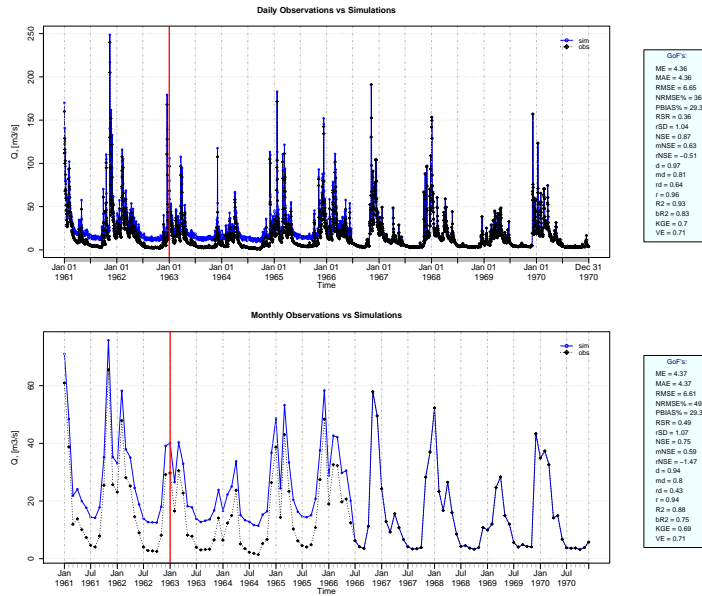 Daily Observations vs Simulations
Q, [m3/s]
250
200
150
100
50
0
sim
obs
Jan 01 Jan 01 Jan 01 Jan 01 Jan 01 Jan 01 Jan 01 Jan 01 Jan 01 Jan 01 Dec 31
1961 1962 1963 1964 1965 1966 1967 1968 1969 1970 1970
Time
GoF's:
ME = 4.36
MAE = 4.36
RMSE = 6.65
NRMSE% = 36
PBIAS% = 29.3
RSR = 0.36
rSD = 1.04
NSE = 0.87
mNSE = 0.63
rNSE = −0.51
d = 0.97
md = 0.81
rd = 0.64
r = 0.96
R2 = 0.93
bR2 = 0.83
KGE = 0.7
VE = 0.71
Monthly Observations vs Simulations
Q, [m3/s]
60
40
20
0
sim
obs
Jan Jul Jan Jul Jan Jul Jan Jul Jan Jul Jan Jul Jan Jul Jan Jul Jan Jul Jan Jul
1961 1961 1962 1962 1963 1963 1964 1964 1965 1965 1966 1966 1967 1967 1968 1968 1969 1969 1970 1970
Time
GoF's:
ME = 4.37
MAE = 4.37
RMSE = 6.61
NRMSE% = 49
PBIAS% = 29.3
RSR = 0.49
rSD = 1.07
NSE = 0.75
mNSE = 0.59
rNSE = −1.47
d = 0.94
md = 0.8
rd = 0.43
r = 0.94
R2 = 0.88
bR2 = 0.75
KGE = 0.69
VE = 0.71